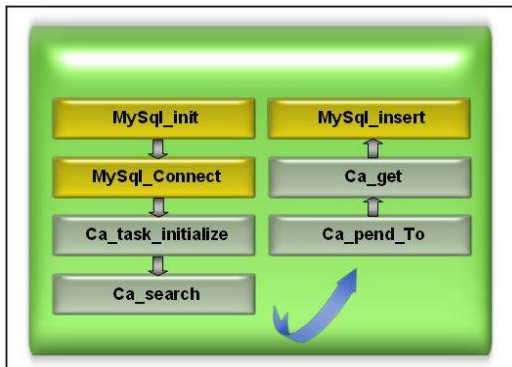 MySql_init
MySql_Connect
Ca_task_initialize
Ca_search
Ca_pend_To
Ca_get
MySql_insert